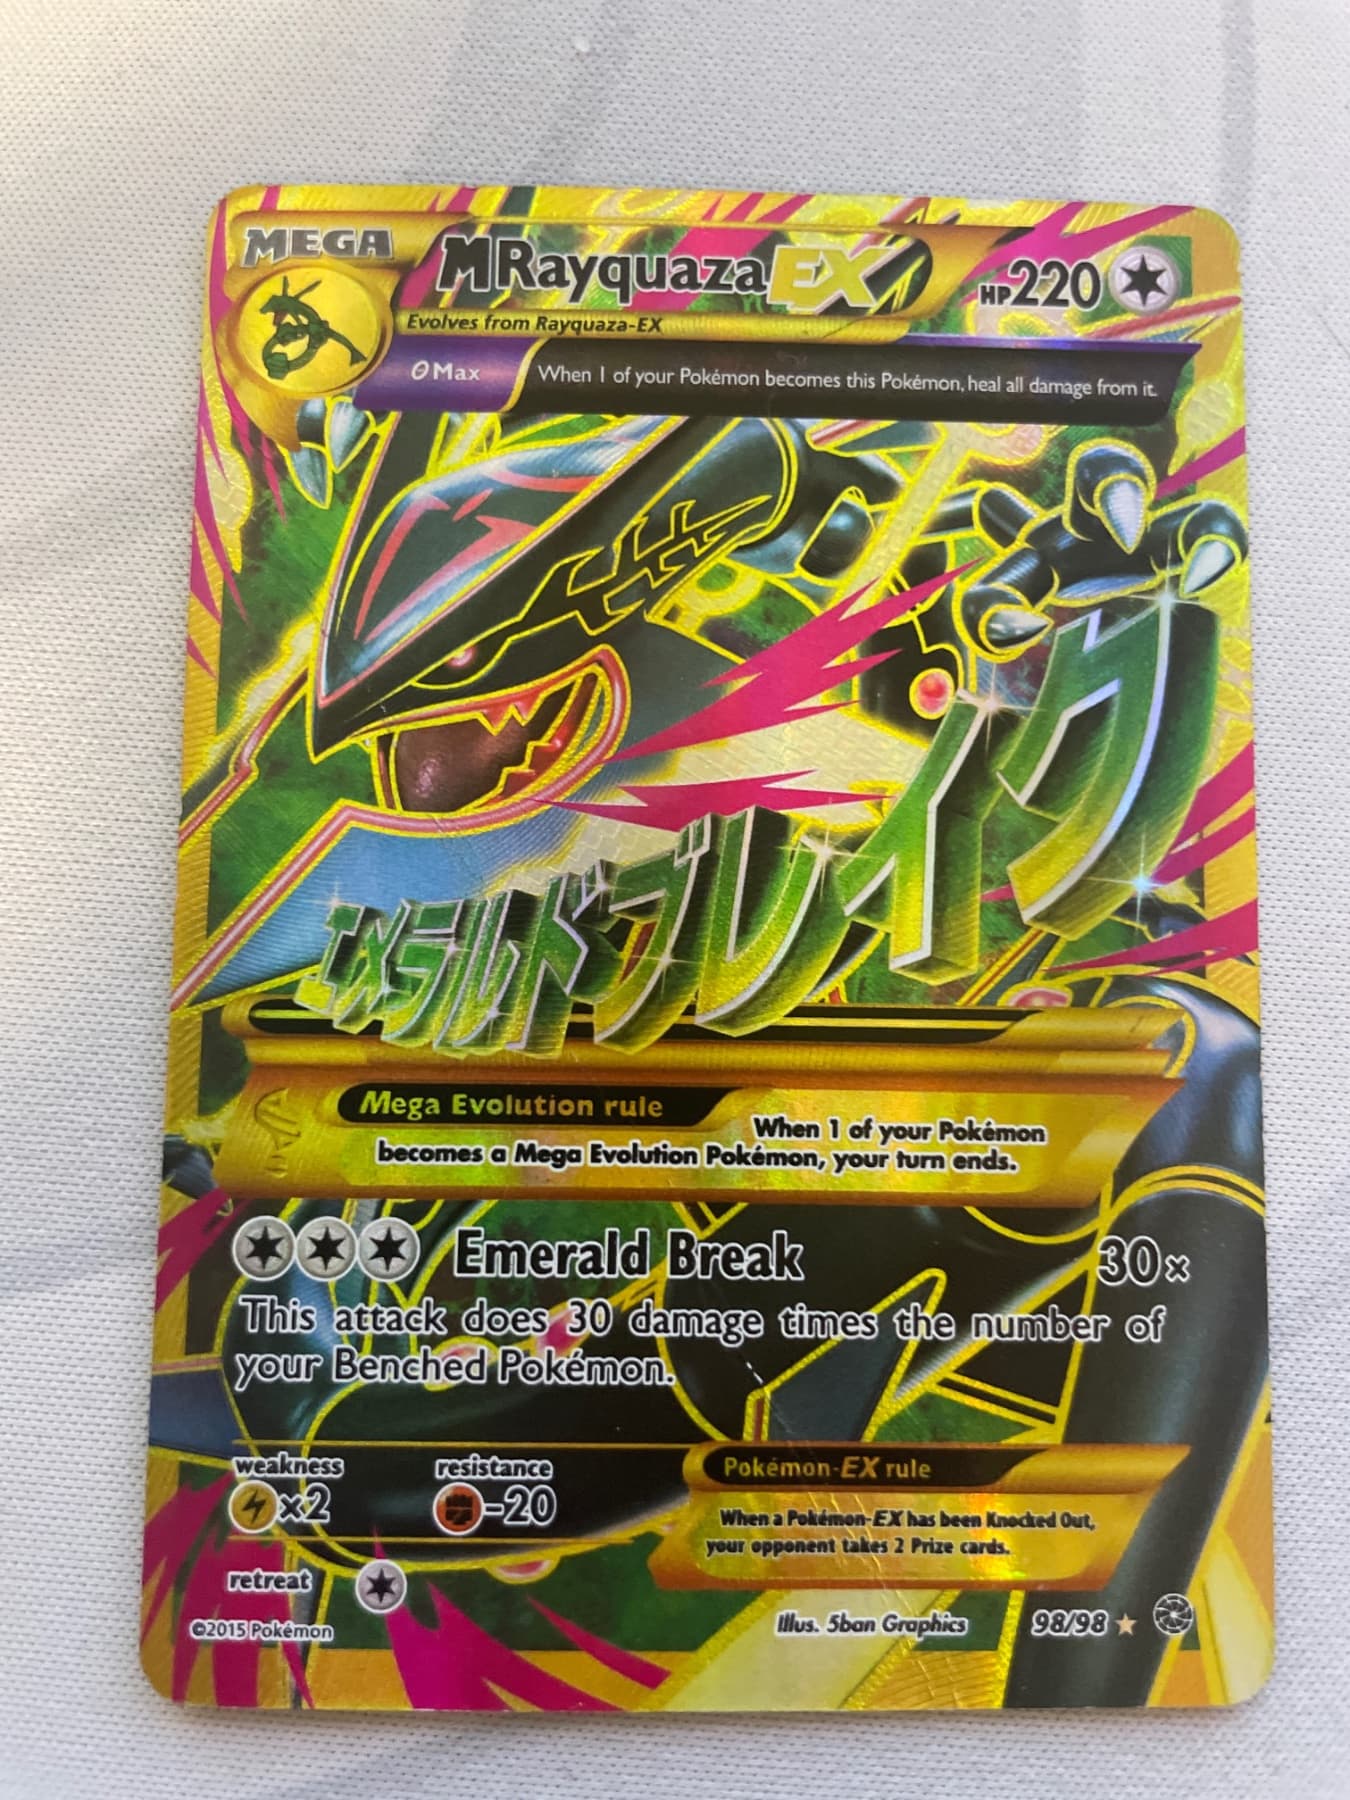 MEGA
M Rayquaza EX
HP220
Evolves from Rayquaza-EX
θ Max
When 1 of your Pokémon becomes this Pokémon, heal all damage from it.
エメラルドブレイク
Mega Evolution rule
When 1 of your Pokémon
becomes a Mega Evolution Pokémon, your turn ends.
Emerald Break 30×
This attack does 30 damage times the number of
your Benched Pokémon.
weakness
×2
resistance
-20
Pokémon-EX rule
When a Pokémon-EX has been Knocked Out,
your opponent takes 2 Prize cards.
retreat
©2015 Pokémon
Illus. 5ban Graphics
98/98 ★